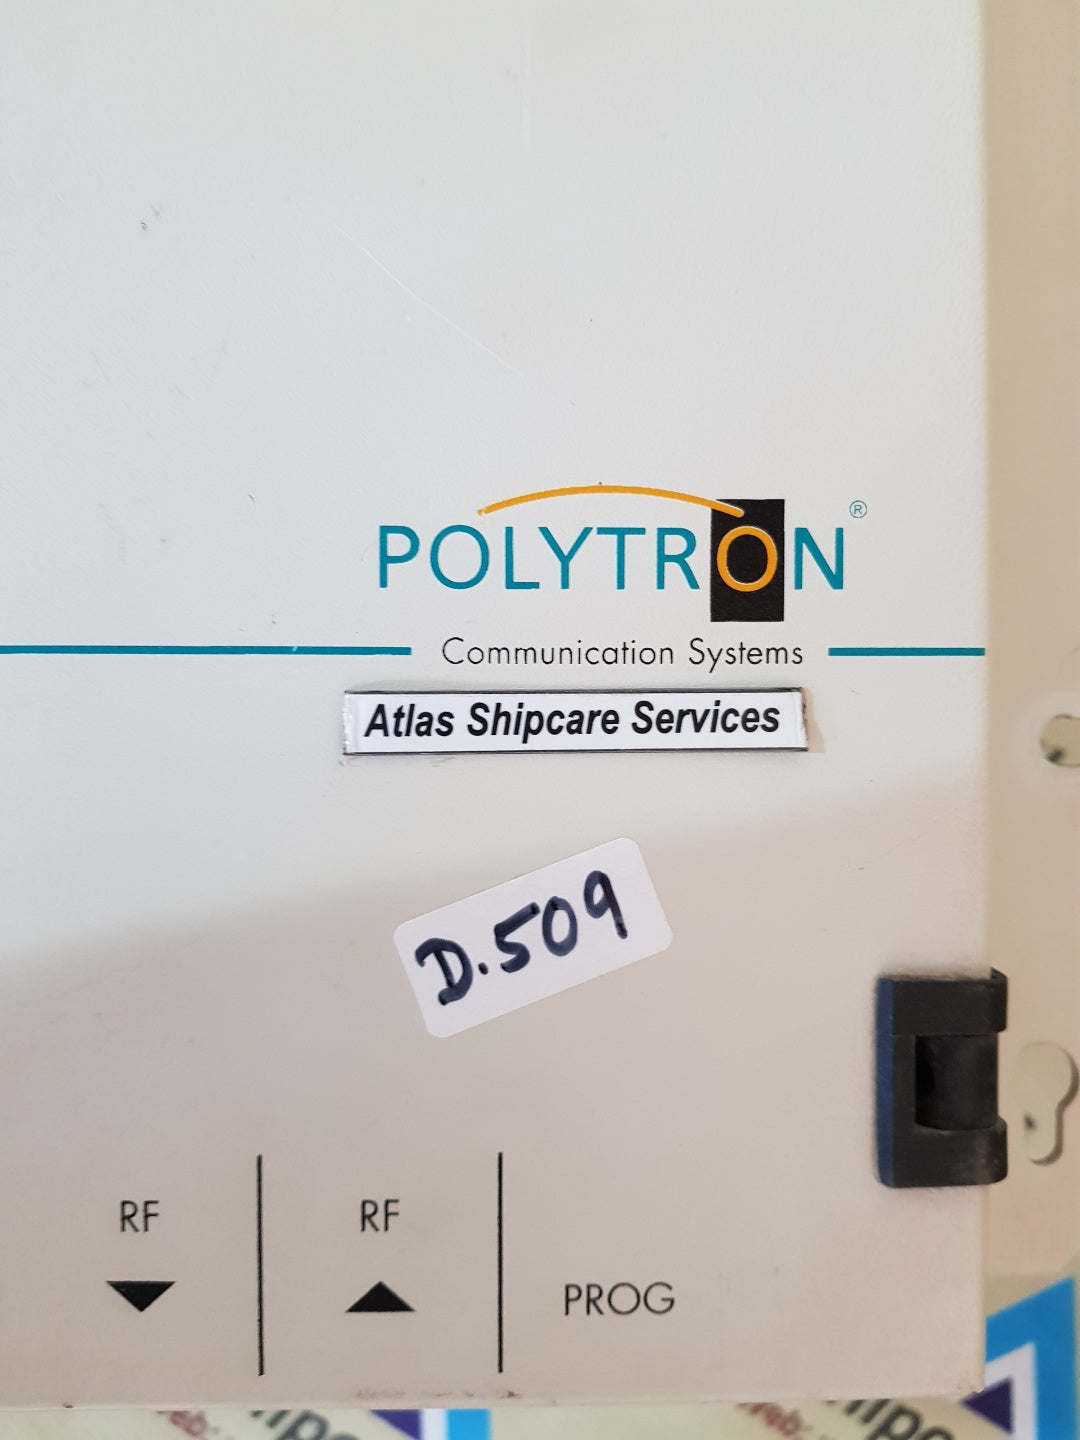 POLYTRON®
Communication Systems
Atlas Shipcare Services
D.509
RF RF
▼ ▲ PROG